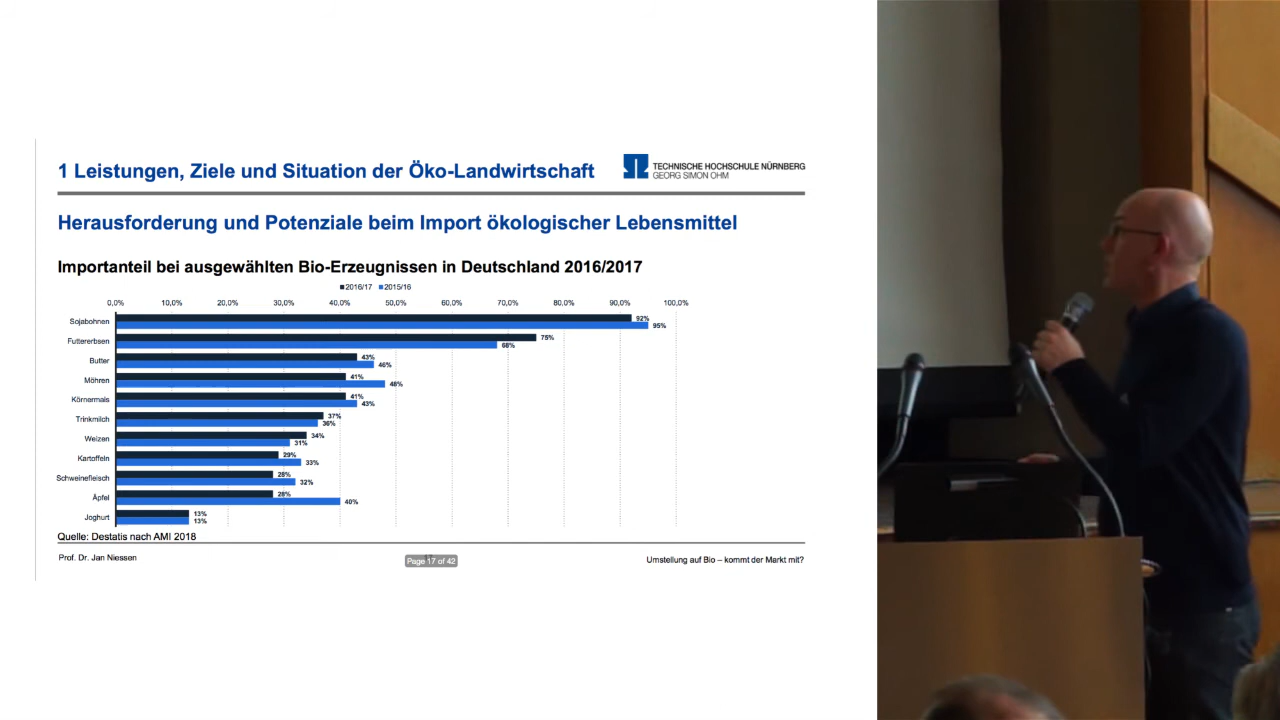 1 Leistungen, Ziele und Situation der Öko-Landwirtschaft
TECHNISCHE HOCHSCHULE NÜRNBERG
GEORG SIMON OHM
Herausforderung und Potenziale beim Import ökologischer Lebensmittel
Importanteil bei ausgewählten Bio-Erzeugnissen in Deutschland 2016/2017
2016/17 2015/16
0,0% 10,0% 20,0% 30,0% 40,0% 50,0% 60,0% 70,0% 80,0% 90,0% 100,0%
Sojabohnen 92% 95%
Futtererbsen 75% 68%
Butter 43% 46%
Möhren 41% 48%
Körnermais 41% 43%
Trinkmilch 37% 36%
Weizen 34% 31%
Kartoffeln 29% 33%
Schweinefleisch 28% 32%
Äpfel 28% 40%
Joghurt 13% 13%
Quelle: Destatis nach AMI 2018
Prof. Dr. Jan Niessen
Page 17 of 42
Umstellung auf Bio – kommt der Markt mit?